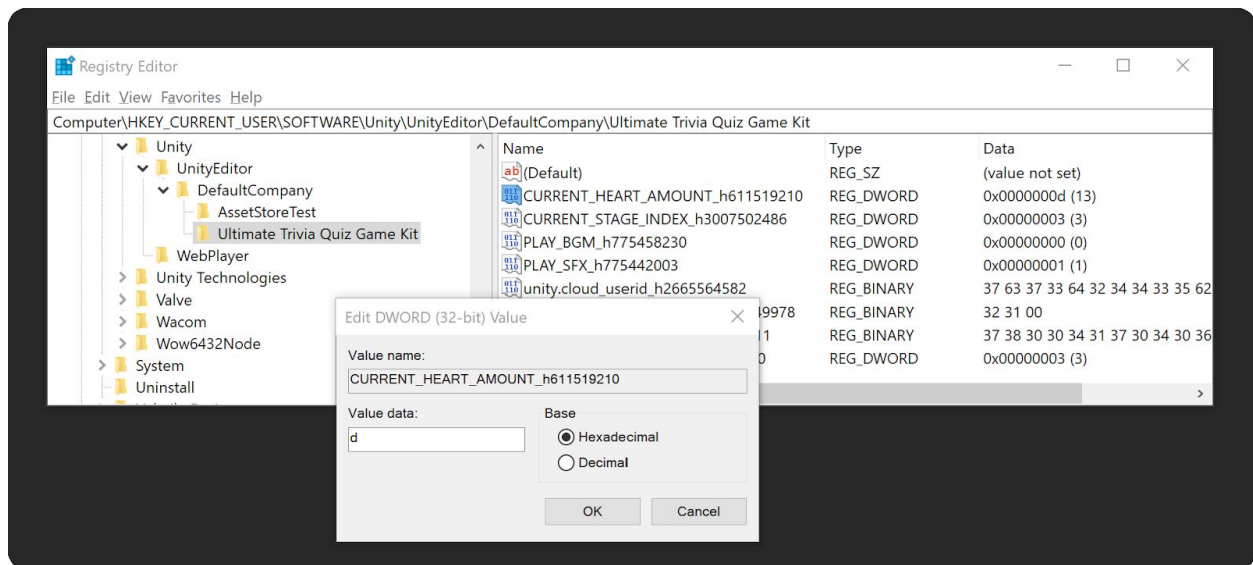 Registry Editor
File Edit View Favorites Help
Computer\HKEY_CURRENT_USER\SOFTWARE\Unity\UnityEditor\DefaultCompany\Ultimate Trivia Quiz Game Kit
Unity
UnityEditor
DefaultCompany
AssetStoreTest
Ultimate Trivia Quiz Game Kit
WebPlayer
Unity Technologies
Valve
Wacom
Wow6432Node
System
Uninstall
Name Type Data
(Default) REG_SZ (value not set)
CURRENT_HEART_AMOUNT_h611519210 REG_DWORD 0x0000000d (13)
CURRENT_STAGE_INDEX_h3007502486 REG_DWORD 0x00000003 (3)
PLAY_BGM_h775458230 REG_DWORD 0x00000000 (0)
PLAY_SFX_h775442003 REG_DWORD 0x00000001 (1)
unity.cloud_userid_h2665564582 REG_BINARY 37 63 37 33 64 32 34 34 33 35 62
49978 REG_BINARY 32 31 00
1 REG_BINARY 37 38 30 30 34 31 37 30 34 30 36
0 REG_DWORD 0x00000003 (3)
Edit DWORD (32-bit) Value
Value name:
CURRENT_HEART_AMOUNT_h611519210
Value data:
d
Base
Hexadecimal
Decimal
OK Cancel